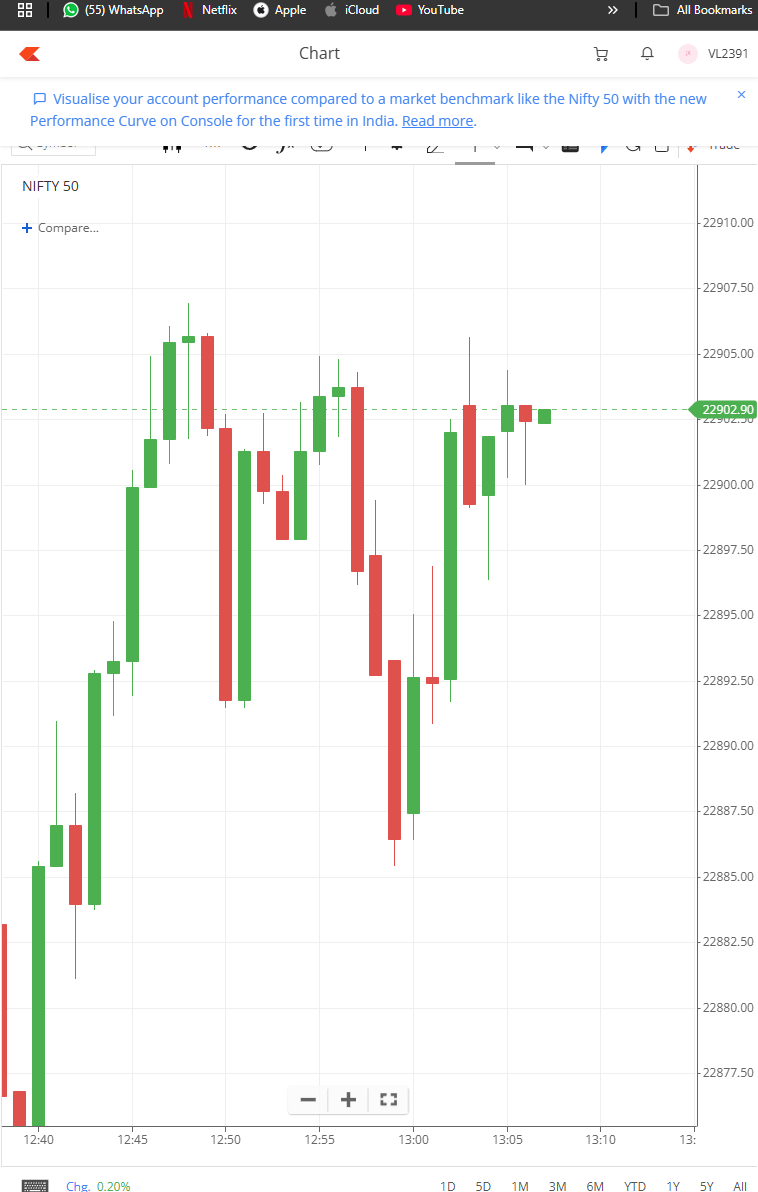 (55) WhatsApp Netflix Apple iCloud YouTube » All Bookmarks
Chart VL2391
Visualise your account performance compared to a market benchmark like the Nifty 50 with the new
Performance Curve on Console for the first time in India. Read more.
NIFTY 50
+ Compare...
22910.00
22907.50
22905.00
22902.90
22902.50
22900.00
22897.50
22895.00
22892.50
22890.00
22887.50
22885.00
22882.50
22880.00
22877.50
12:40 12:45 12:50 12:55 13:00 13:05 13:10 13:
Chg. 0.20% 1D 5D 1M 3M 6M YTD 1Y 5Y All